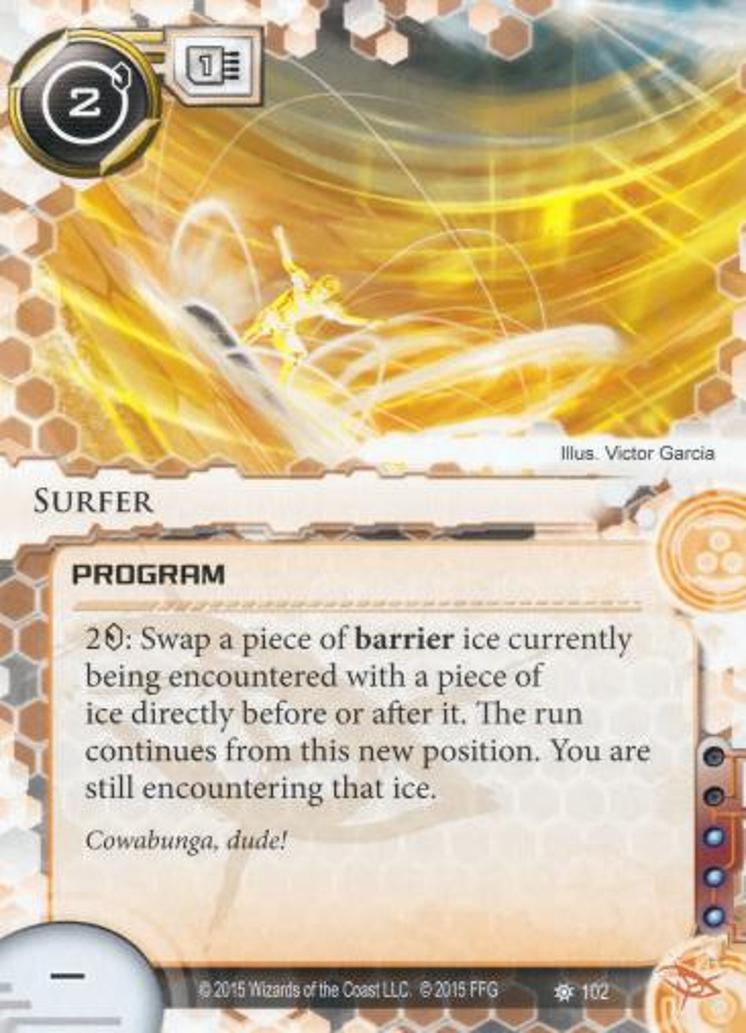 2
1
Illus. Victor Garcia
SURFER
PROGRAM
2: Swap a piece of barrier ice currently
being encountered with a piece of
ice directly before or after it. The run
continues from this new position. You are
still encountering that ice.
Cowabunga, dude!
–
© 2015 Wizards of the Coast LLC. © 2015 FFG
102